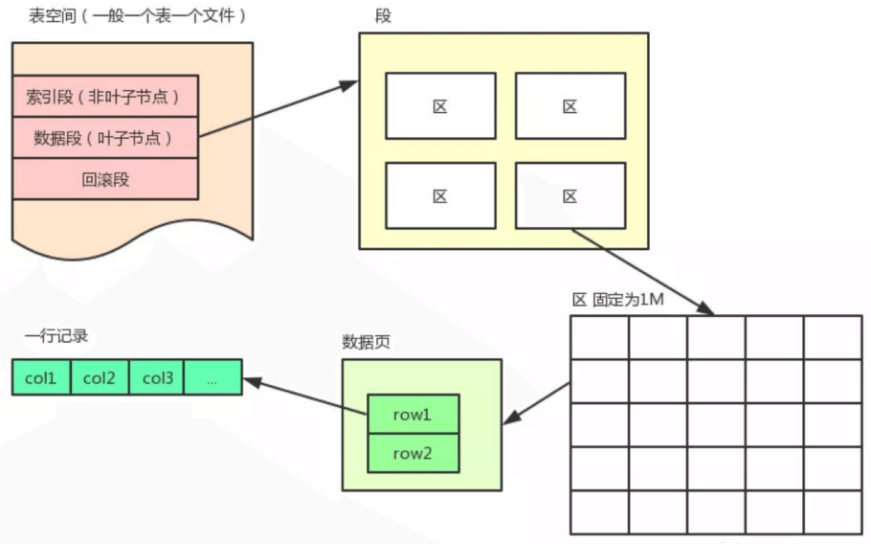 表空间（一般一个表一个文件）
段
索引段（非叶子节点）
数据段（叶子节点）
回滚段
区
区
区
区
区 固定为1M
一行记录
col1 col2 col3 ...
数据页
row1
row2